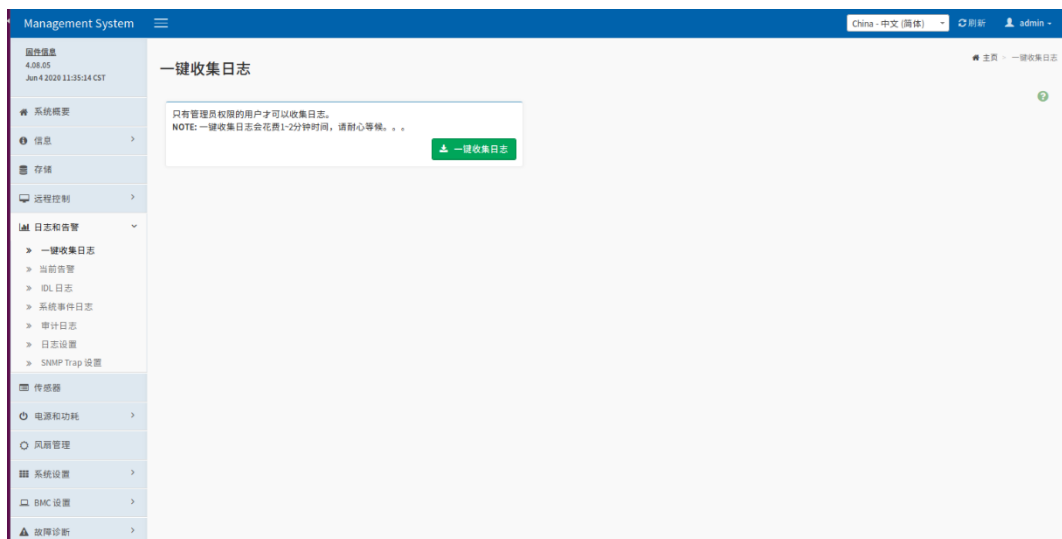 Management System
China - 中文 (简体)
刷新
admin
固件信息
4.08.05
Jun 4 2020 11:35:14 CST
一键收集日志
主页
一键收集日志
系统概要
信息
存储
远程控制
日志和告警
一键收集日志
当前告警
IDL 日志
系统事件日志
审计日志
日志设置
SNMP Trap 设置
传感器
电源和功耗
风扇管理
系统设置
BMC 设置
故障诊断
只有管理员权限的用户才可以收集日志。
NOTE: 一键收集日志会花费1~2分钟时间，请耐心等候。。。
一键收集日志